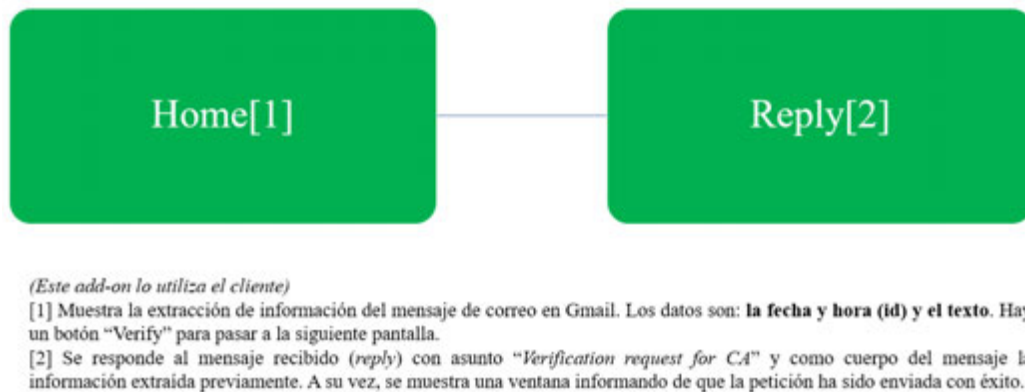 Home[1]
Reply[2]
(Este add-on lo utiliza el cliente)
[1] Muestra la extracción de información del mensaje de correo en Gmail. Los datos son: la fecha y hora (id) y el texto. Hay
un botón “Verify” para pasar a la siguiente pantalla.
[2] Se responde al mensaje recibido (reply) con asunto “Verification request for CA” y como cuerpo del mensaje la
información extraída previamente. A su vez, se muestra una ventana informando de que la petición ha sido enviada con éxito.